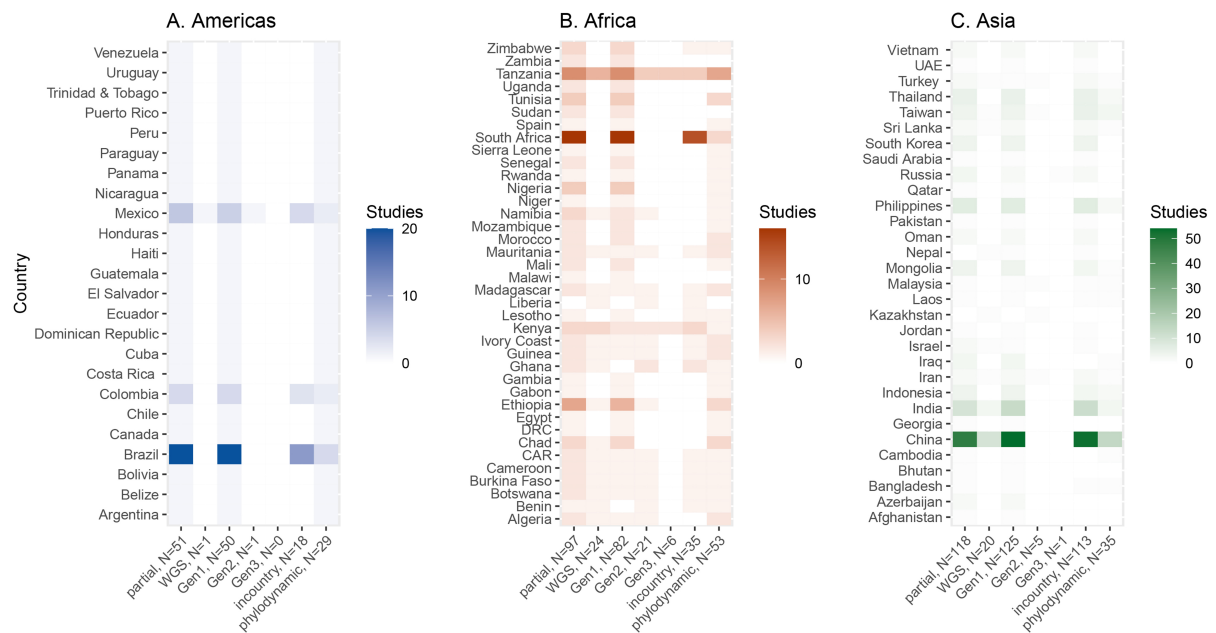 A. Americas
Country
Venezuela
Uruguay
Trinidad & Tobago
Puerto Rico
Peru
Paraguay
Panama
Nicaragua
Mexico
Honduras
Haiti
Guatemala
El Salvador
Ecuador
Dominican Republic
Cuba
Costa Rica
Colombia
Chile
Canada
Brazil
Bolivia
Belize
Argentina
partial, N=51
WGS, N=1
Gen1, N=50
Gen2, N=1
Gen3, N=0
incountry, N=18
phylodynamic, N=29
Studies
20
10
0
B. Africa
Zimbabwe
Zambia
Tanzania
Uganda
Tunisia
Sudan
Spain
South Africa
Sierra Leone
Senegal
Rwanda
Nigeria
Niger
Namibia
Mozambique
Morocco
Mauritania
Mali
Malawi
Madagascar
Liberia
Lesotho
Kenya
Ivory Coast
Guinea
Ghana
Gambia
Gabon
Ethiopia
Egypt
DRC
Chad
CAR
Cameroon
Burkina Faso
Botswana
Benin
Algeria
partial, N=97
WGS, N=24
Gen1, N=82
Gen2, N=21
Gen3, N=6
incountry, N=35
phylodynamic, N=53
Studies
10
0
C. Asia
Vietnam
UAE
Turkey
Thailand
Taiwan
Sri Lanka
South Korea
Saudi Arabia
Russia
Qatar
Philippines
Pakistan
Oman
Nepal
Mongolia
Malaysia
Laos
Kazakhstan
Jordan
Israel
Iraq
Iran
Indonesia
India
Georgia
China
Cambodia
Bhutan
Bangladesh
Azerbaijan
Afghanistan
partial, N=118
WGS, N=20
Gen1, N=125
Gen2, N=5
Gen3, N=1
incountry, N=113
phylodynamic, N=35
Studies
50
40
30
20
10
0